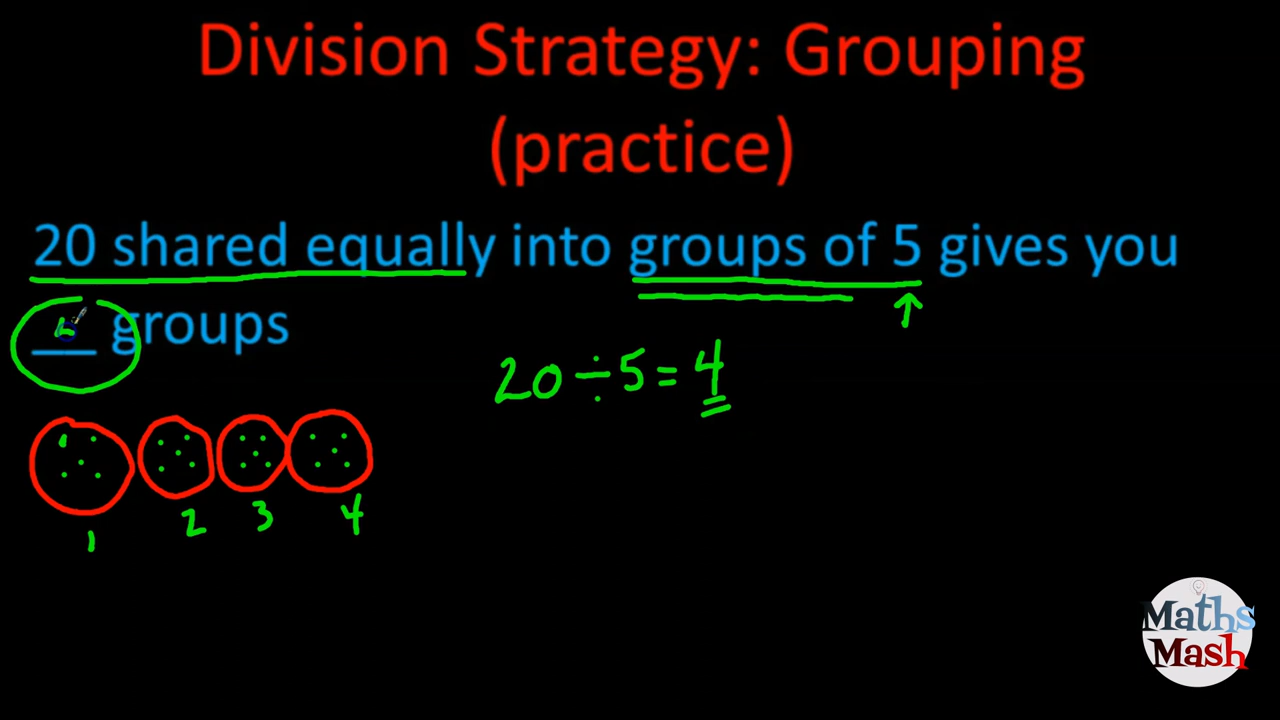 Division Strategy: Grouping
(practice)
20 shared equally into groups of 5 gives you
__ groups
20÷5=4
1 2 3 4
Maths
Mash